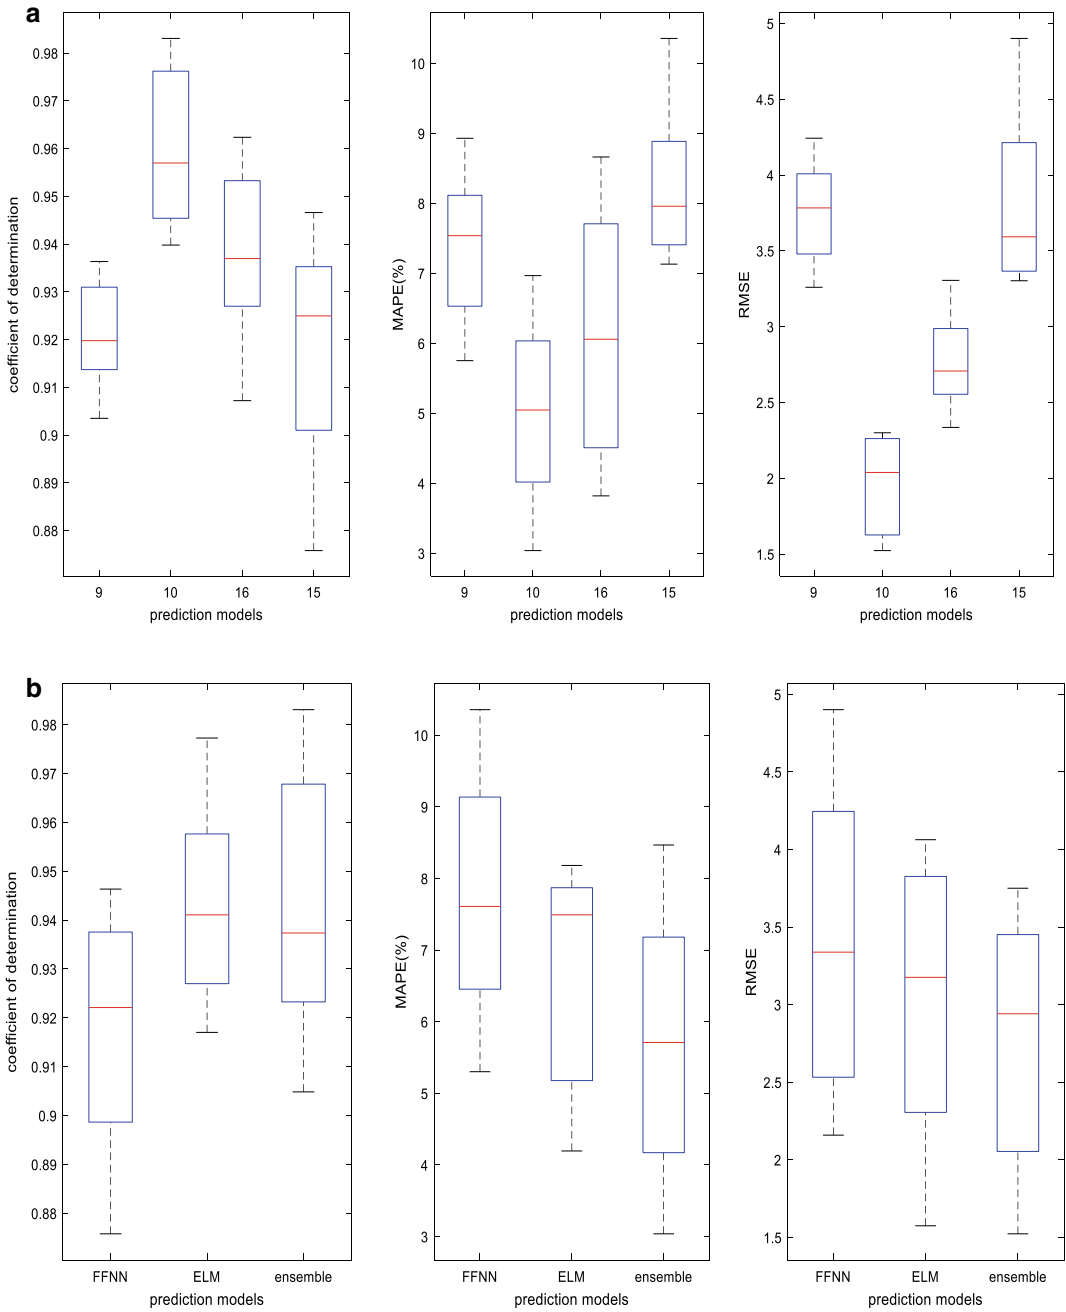 a
coefficient of determination
0.98
0.97
0.96
0.95
0.94
0.93
0.92
0.91
0.9
0.89
0.88
9 10 16 15
prediction models
MAPE(%)
10
9
8
7
6
5
4
3
9 10 16 15
prediction models
RMSE
5
4.5
4
3.5
3
2.5
2
1.5
9 10 16 15
prediction models
b
coefficient of determination
0.98
0.97
0.96
0.95
0.94
0.93
0.92
0.91
0.9
0.89
0.88
FFNN ELM ensemble
prediction models
MAPE(%)
10
9
8
7
6
5
4
3
FFNN ELM ensemble
prediction models
RMSE
5
4.5
4
3.5
3
2.5
2
1.5
FFNN ELM ensemble
prediction models